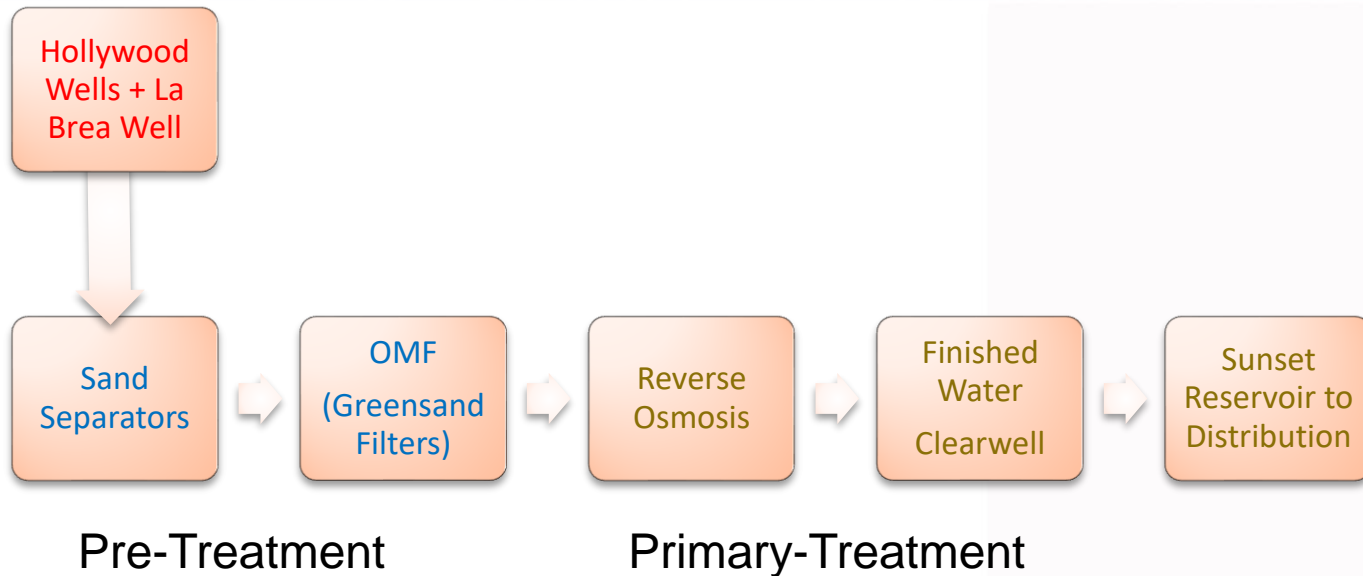 Hollywood
Wells + La
Brea Well
Sand
Separators
OMF
(Greensand
Filters)
Reverse
Osmosis
Finished
Water
Clearwell
Sunset
Reservoir to
Distribution
Pre-Treatment
Primary-Treatment